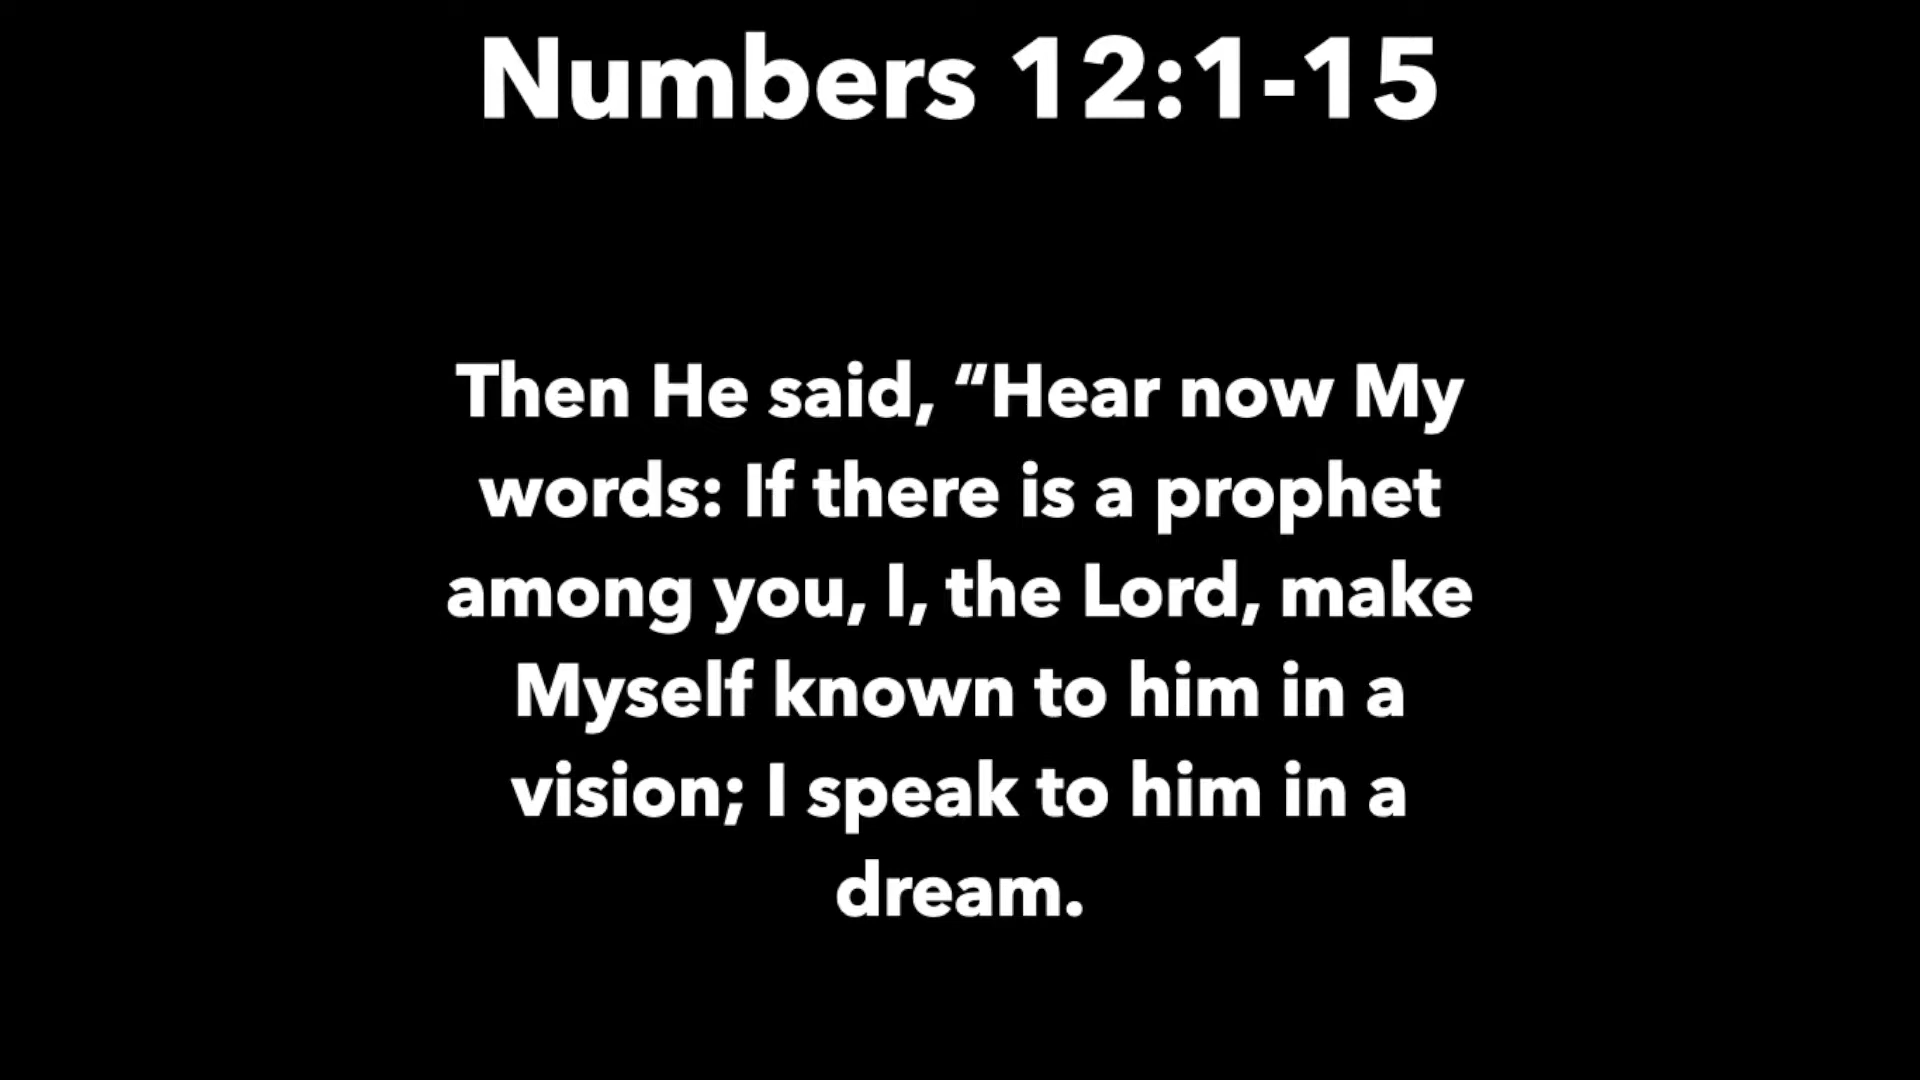 Numbers 12:1-15
Then He said, “Hear now My
words: If there is a prophet
among you, I, the Lord, make
Myself known to him in a
vision; I speak to him in a
dream.